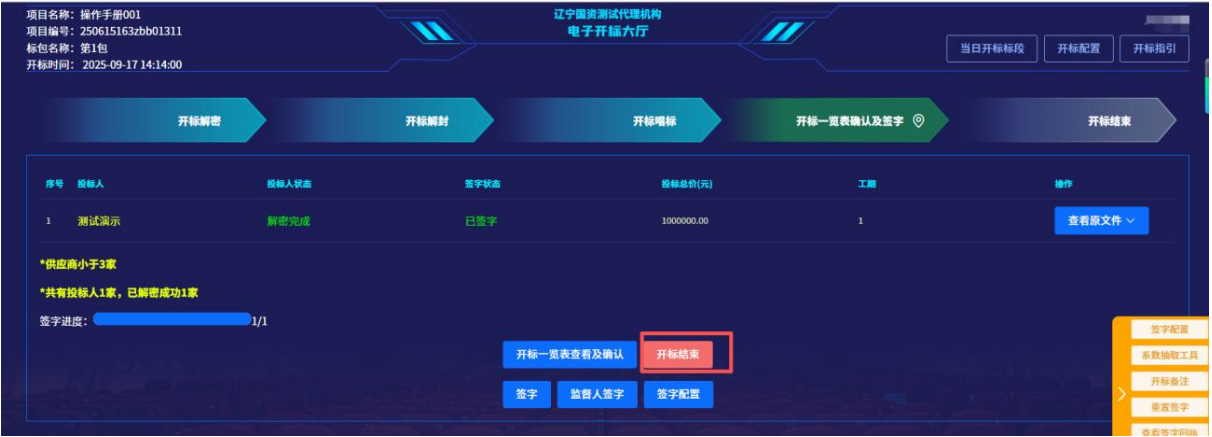 项目名称：操作手册001
项目编号：250615163zbb01311
标包名称：第1包
开标时间：2025-09-17 14:14:00
辽宁国资测试代理机构
电子开标大厅
当日开标标段 开标配置 开标指引
开标解密 开标解封 开标唱标 开标一览表确认及签字 开标结束
序号 投标人 投标人状态 签字状态 投标总价(元) 工期 操作
1 测试演示 解密完成 已签字 1000000.00 1 查看原文件
*供应商小于3家
*共有投标人1家，已解密成功1家
签字进度： 1/1
开标一览表查看及确认 开标结束
签字 监督人签字 签字配置
签字配置
系数抽取工具
开标备注
重置签字
查看签字回执